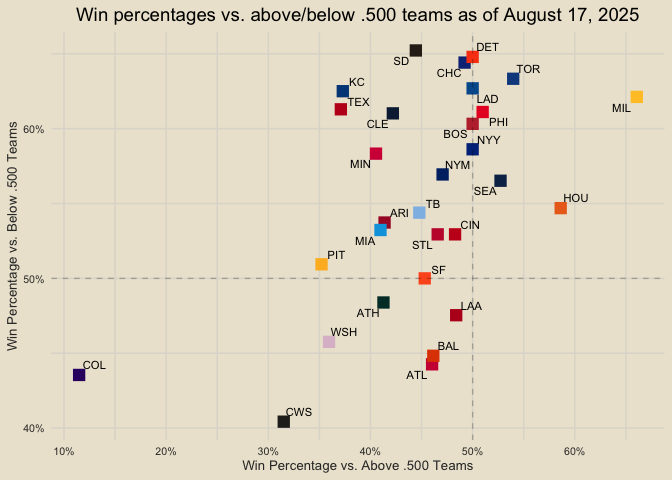 Win percentages vs. above/below .500 teams as of August 17, 2025
Win Percentage vs. Below .500 Teams
60%
50%
40%
SD
DET
CHC
TOR
KC
TEX
LAD
MIL
CLE
PHI
BOS
NYY
MIN
NYM
SEA
HOU
TB
ARI
CIN
MIA
STL
PIT
SF
ATH
LAA
WSH
BAL
COL
ATL
CWS
10%
20%
30%
40%
50%
60%
Win Percentage vs. Above .500 Teams